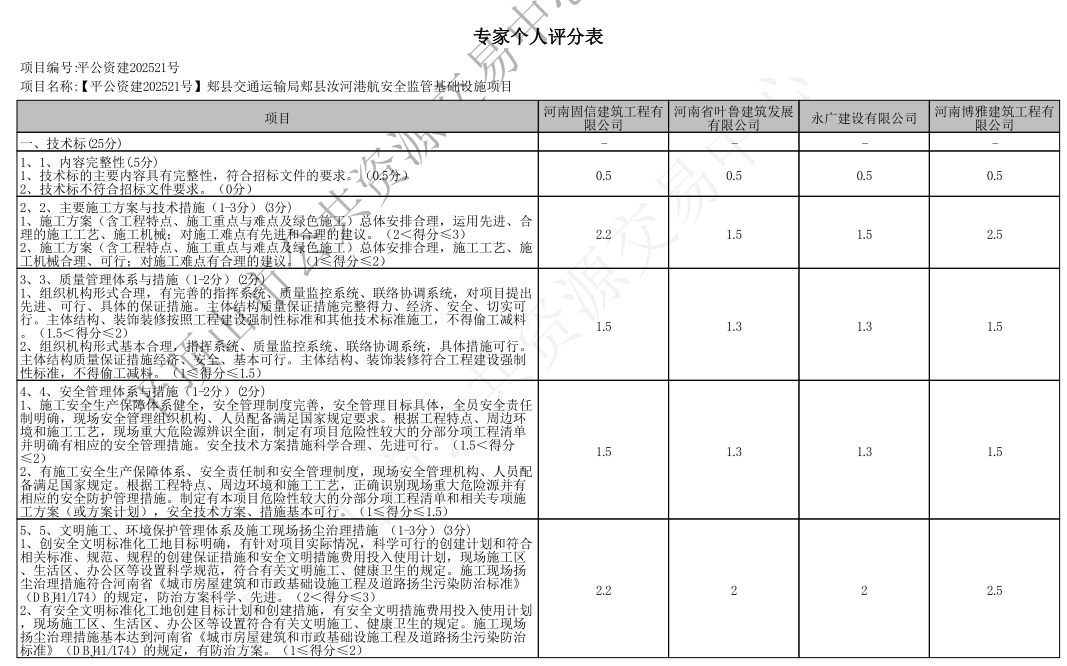 专家个人评分表
项目编号:平公资建202521号
项目名称:【平公资建202521号】郏县交通运输局郏县汝河港航安全监管基础设施项目
项目 河南固信建筑工程有限公司 河南省叶鲁建筑发展有限公司 永广建设有限公司 河南博雅建筑工程有限公司
一、技术标(25分) - - - -
1、1、内容完整性(.5分)
1、技术标的主要内容具有完整性，符合招标文件的要求。（0.5分）
2、技术标不符合招标文件要求。（0分）
0.5 0.5 0.5 0.5
2、2、主要施工方案与技术措施（1-3分）(3分)
1、施工方案（含工程特点、施工重点与难点及绿色施工）总体安排合理，运用先进、合
理的施工工艺、施工机械；对施工难点有先进和合理的建议。（2＜得分≤3）
2、施工方案（含工程特点、施工重点与难点及绿色施工）总体安排合理，施工工艺、施
工机械合理、可行；对施工难点有合理的建议。（1≤得分≤2）
2.2 1.5 1.5 2.5
3、3、质量管理体系与措施（1-2分）(2分)
1、组织机构形式合理，有完善的指挥系统、质量监控系统、联络协调系统，对项目提出
先进、可行、具体的保证措施。主体结构质量保证措施完整得力、经济、安全、切实可
行。主体结构、装饰装修按照工程建设强制性标准和其他技术标准施工，不得偷工减料
。（1.5＜得分≤2）
2、组织机构形式基本合理，指挥系统、质量监控系统、联络协调系统，具体措施可行。
主体结构质量保证措施经济、安全、基本可行。主体结构、装饰装修符合工程建设强制
性标准，不得偷工减料。（1≤得分≤1.5）
1.5 1.3 1.3 1.5
4、4、安全管理体系与措施（1-2分）(2分)
1、施工安全生产保障体系健全，安全管理制度完善，安全管理目标具体，全员安全责任
制明确，现场安全管理组织机构、人员配备满足国家规定要求。根据工程特点、周边环
境和施工工艺，现场重大危险源辨识全面，制定有项目危险性较大的分部分项工程清单
并明确有相应的安全管理措施。安全技术方案措施科学合理、先进可行。（1.5＜得分
≤2）
2、有施工安全生产保障体系、安全责任制和安全管理制度，现场安全管理机构、人员配
备满足国家规定。根据工程特点、周边环境和施工工艺，正确识别现场重大危险源并有
相应的安全防护管理措施。制定有本项目危险性较大的分部分项工程清单和相关专项施
工方案（或方案计划），安全技术方案、措施基本可行。（1≤得分≤1.5）
1.5 1.3 1.3 1.5
5、5、文明施工、环境保护管理体系及施工现场扬尘治理措施 （1-3分）(3分)
1、创安全文明标准化工地目标明确，有针对项目实际情况，科学可行的创建计划和符合
相关标准、规范、规程的创建保证措施和安全文明措施费用投入使用计划，现场施工区
、生活区、办公区等设置科学规范，符合有关文明施工、健康卫生的规定。施工现场扬
尘治理措施符合河南省《城市房屋建筑和市政基础设施工程及道路扬尘污染防治标准》
（DBJ41/174）的规定，防治方案科学、先进。（2＜得分≤3）
2、有安全文明标准化工地创建目标计划和创建措施，有安全文明措施费用投入使用计划
，现场施工区、生活区、办公区等设置符合有关文明施工、健康卫生的规定。施工现场
扬尘治理措施基本达到河南省《城市房屋建筑和市政基础设施工程及道路扬尘污染防治
标准》（DBJ41/174）的规定，有防治方案。（1≤得分≤2）
2.2 2 2 2.5
平顶山市公共资源交易中心
公共资源交易中心